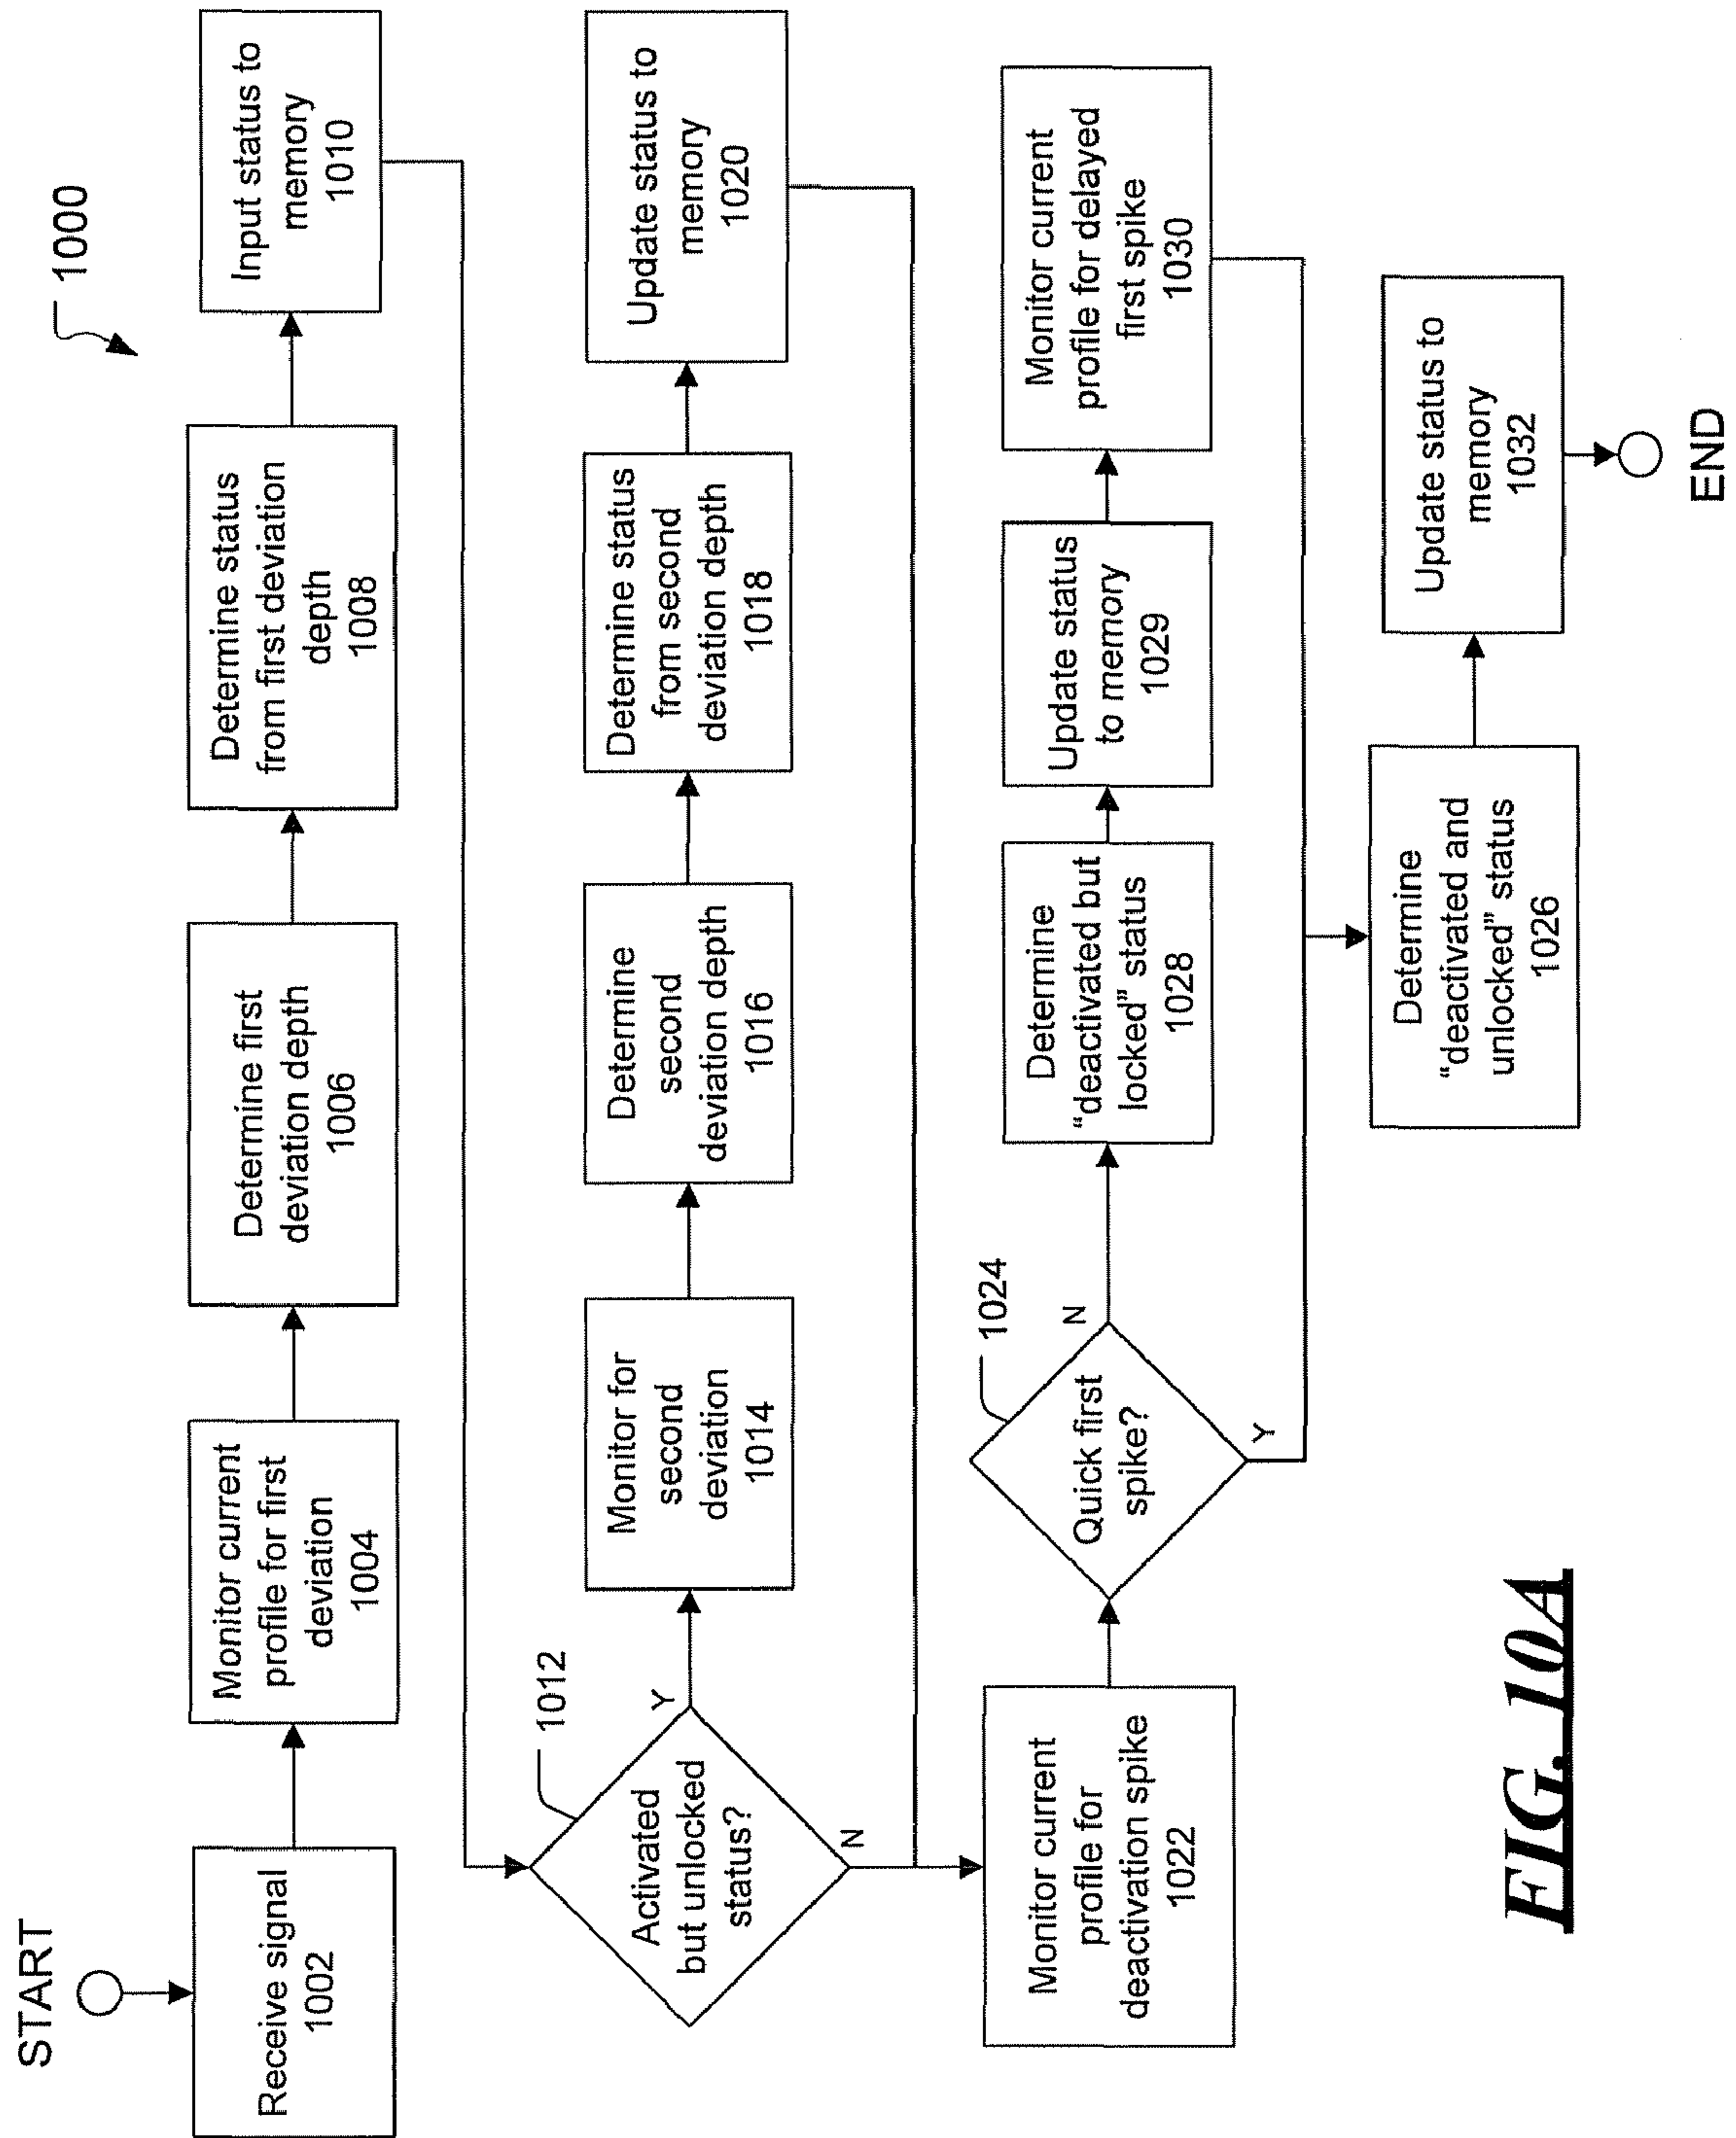 1000
START
Receive signal
1002
Monitor current
profile for first
deviation
1004
Determine first
deviation depth
1006
Determine status
from first deviation
depth
1008
Input status to
memory
1010
Activated
but unlocked
status?
1012
Y
N
Monitor for
second
deviation
1014
Determine
second
deviation depth
1016
Determine status
from second
deviation depth
1018
Update status to
memory
1020
Monitor current
profile for
deactivation spike
1022
Quick first
spike?
1024
N
Y
Determine
“deactivated but
locked” status
1028
Update status
to memory
1029
Monitor current
profile for delayed
first spike
1030
Determine
“deactivated and
unlocked” status
1026
Update status to
memory
1032
END
FIG. 10A